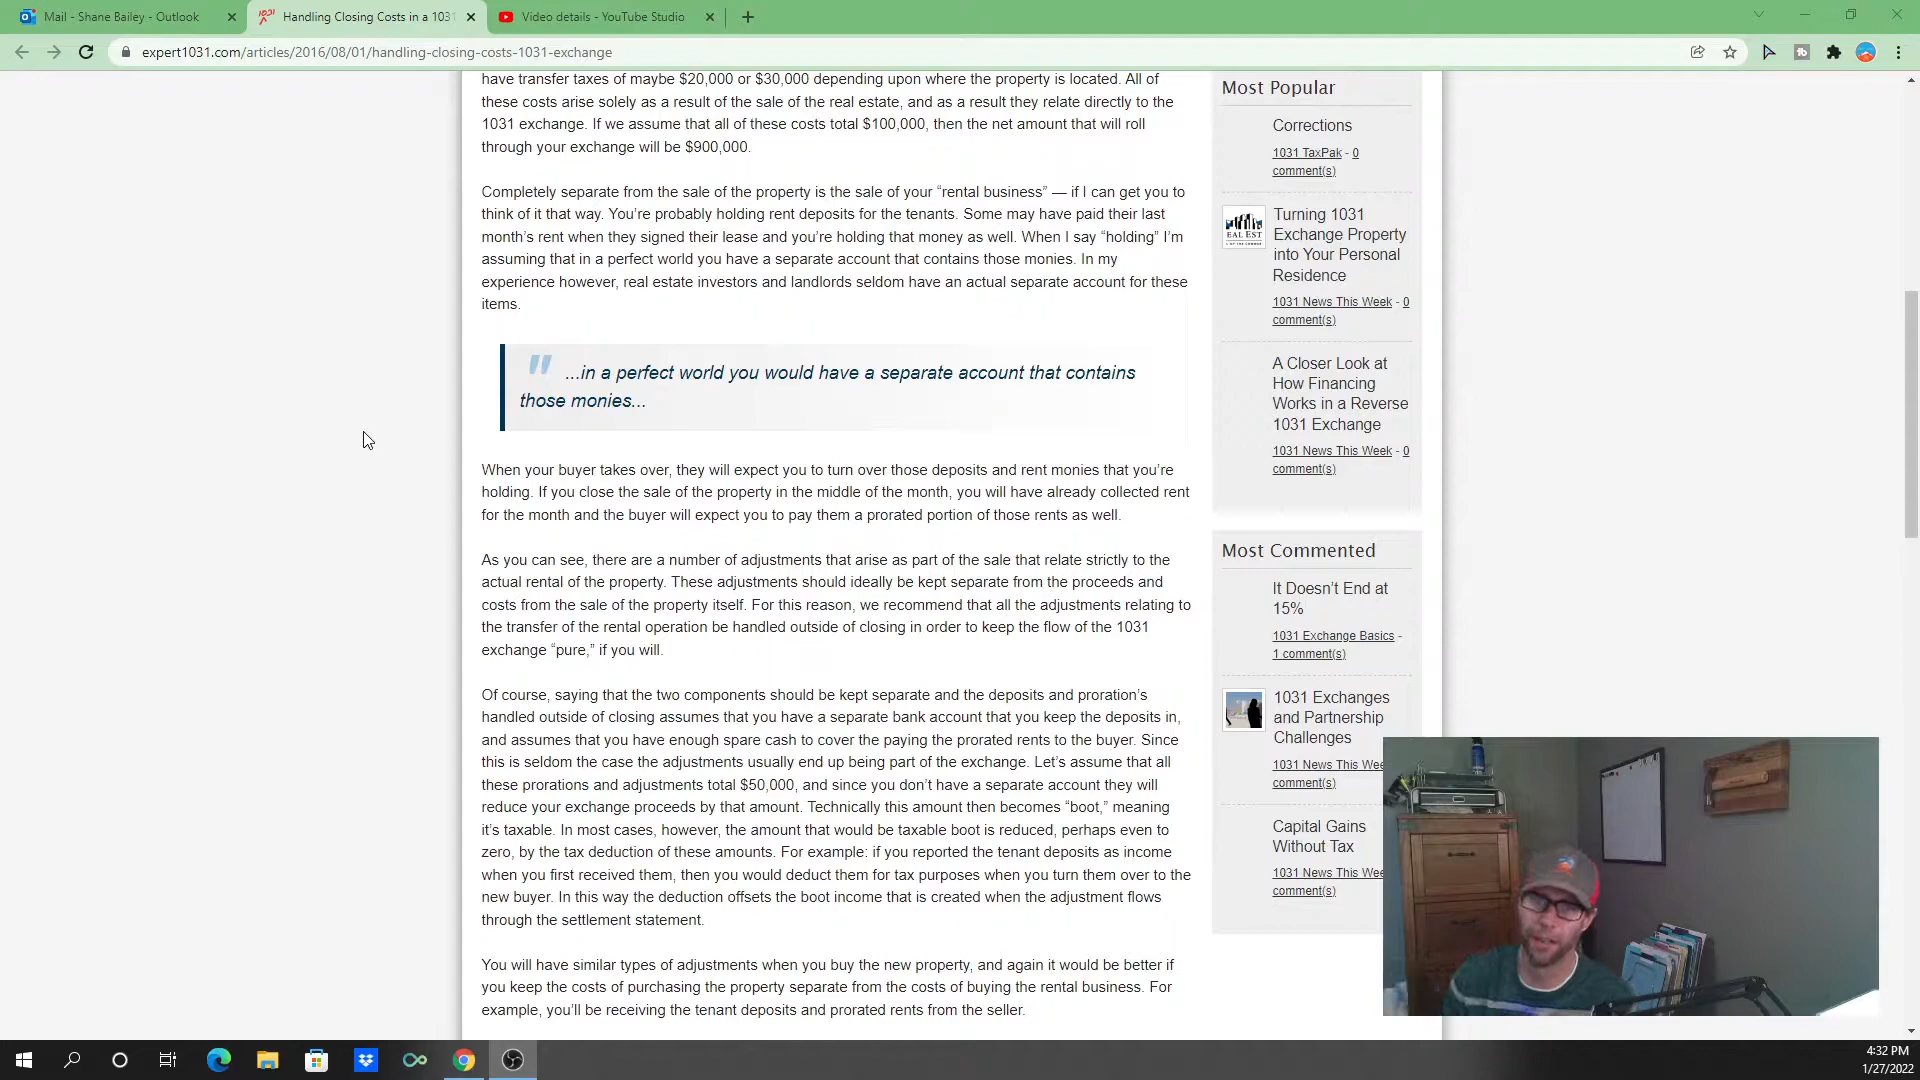 Mail - Shane Bailey - Outlook
Handling Closing Costs in a 1031
Video details - YouTube Studio
expert1031.com/articles/2016/08/01/handling-closing-costs-1031-exchange
have transfer taxes of maybe $20,000 or $30,000 depending upon where the property is located. All of
these costs arise solely as a result of the sale of the real estate, and as a result they relate directly to the
1031 exchange. If we assume that all of these costs total $100,000, then the net amount that will roll
through your exchange will be $900,000.
Completely separate from the sale of the property is the sale of your “rental business” — if I can get you to
think of it that way. You’re probably holding rent deposits for the tenants. Some may have paid their last
month’s rent when they signed their lease and you’re holding that money as well. When I say “holding” I’m
assuming that in a perfect world you have a separate account that contains those monies. In my
experience however, real estate investors and landlords seldom have an actual separate account for these
items.
" ...in a perfect world you would have a separate account that contains
those monies...
When your buyer takes over, they will expect you to turn over those deposits and rent monies that you’re
holding. If you close the sale of the property in the middle of the month, you will have already collected rent
for the month and the buyer will expect you to pay them a prorated portion of those rents as well.
As you can see, there are a number of adjustments that arise as part of the sale that relate strictly to the
actual rental of the property. These adjustments should ideally be kept separate from the proceeds and
costs from the sale of the property itself. For this reason, we recommend that all the adjustments relating to
the transfer of the rental operation be handled outside of closing in order to keep the flow of the 1031
exchange “pure,” if you will.
Of course, saying that the two components should be kept separate and the deposits and proration’s
handled outside of closing assumes that you have a separate bank account that you keep the deposits in,
and assumes that you have enough spare cash to cover the paying the prorated rents to the buyer. Since
this is seldom the case the adjustments usually end up being part of the exchange. Let’s assume that all
these prorations and adjustments total $50,000, and since you don’t have a separate account they will
reduce your exchange proceeds by that amount. Technically this amount then becomes “boot,” meaning
it’s taxable. In most cases, however, the amount that would be taxable boot is reduced, perhaps even to
zero, by the tax deduction of these amounts. For example: if you reported the tenant deposits as income
when you first received them, then you would deduct them for tax purposes when you turn them over to the
new buyer. In this way the deduction offsets the boot income that is created when the adjustment flows
through the settlement statement.
You will have similar types of adjustments when you buy the new property, and again it would be better if
you keep the costs of purchasing the property separate from the costs of buying the rental business. For
example, you’ll be receiving the tenant deposits and prorated rents from the seller.
Most Popular
Corrections
1031 TaxPak - 0
comment(s)
Turning 1031
Exchange Property
into Your Personal
Residence
1031 News This Week - 0
comment(s)
A Closer Look at
How Financing
Works in a Reverse
1031 Exchange
1031 News This Week - 0
comment(s)
Most Commented
It Doesn’t End at
15%
1031 Exchange Basics -
1 comment(s)
1031 Exchanges
and Partnership
Challenges
1031 News This Wee
comment(s)
Capital Gains
Without Tax
1031 News This Wee
comment(s)
4:32 PM
1/27/2022